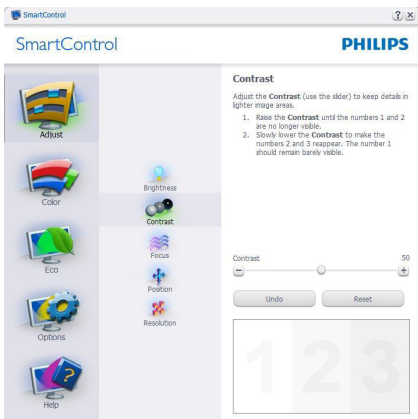 SmartControl
SmartControl
PHILIPS
Adjust
Color
Eco
Options
Help
Brightness
Contrast
Focus
Position
Resolution
Contrast
Adjust the Contrast (use the slider) to keep details in
lighter image areas.
1. Raise the Contrast until the numbers 1 and 2
are no longer visible.
2. Slowly lower the Contrast to make the
numbers 2 and 3 reappear. The number 1
should remain barely visible.
Contrast 50
Undo Reset
1 2 3